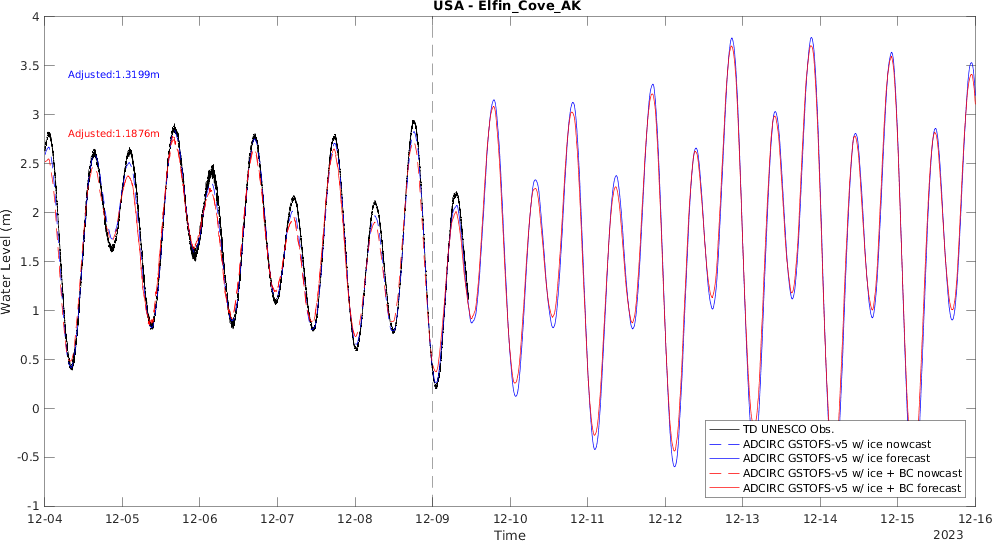 USA - Elfin_Cove_AK
4
3.5
3
2.5
2
1.5
1
0.5
0
-0.5
-1
Water Level (m)
Adjusted:1.3199m
Adjusted:1.1876m
TD UNESCO Obs.
ADCIRC GSTOFS-v5 w/ ice nowcast
ADCIRC GSTOFS-v5 w/ ice forecast
ADCIRC GSTOFS-v5 w/ ice + BC nowcast
ADCIRC GSTOFS-v5 w/ ice + BC forecast
12-04 12-05 12-06 12-07 12-08 12-09 12-10 12-11 12-12 12-13 12-14 12-15 12-16
Time
2023